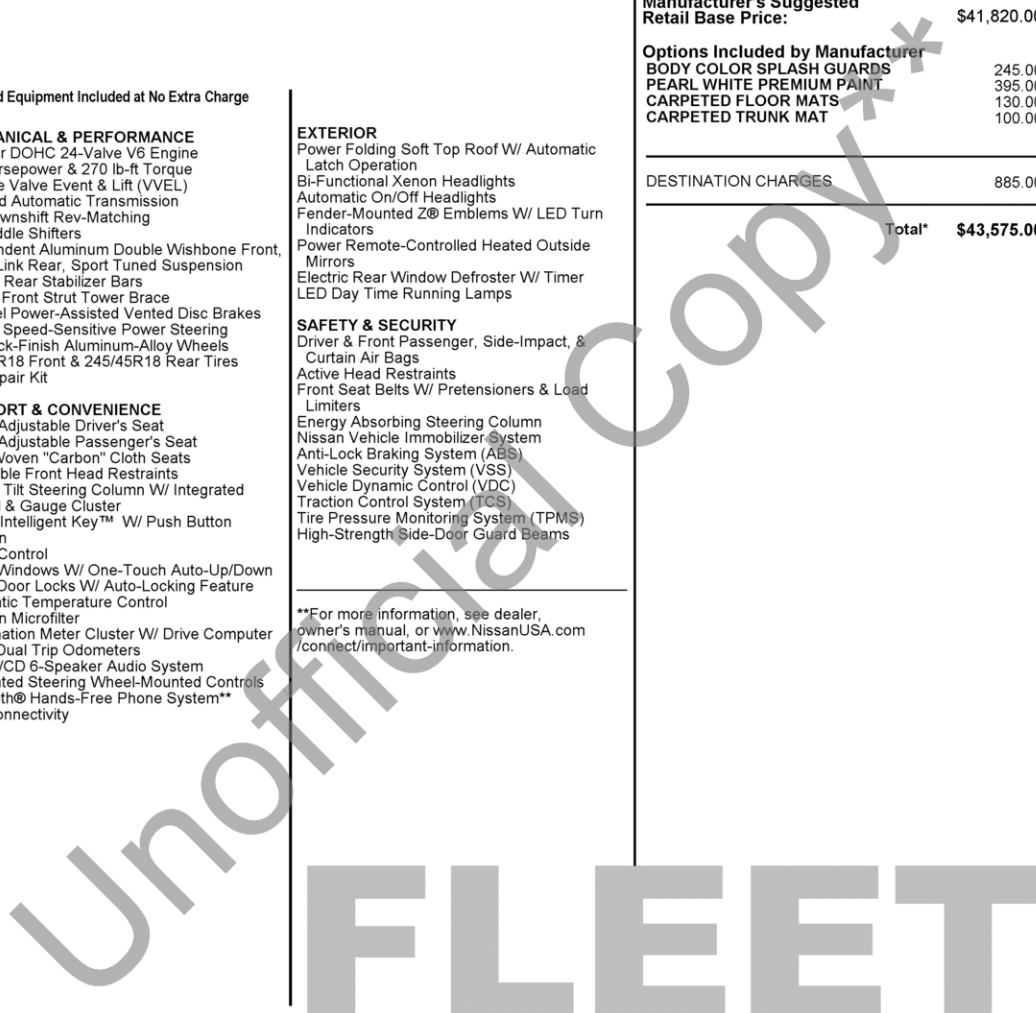 d Equipment Included at No Extra Charge
ANICAL & PERFORMANCE
r DOHC 24-Valve V6 Engine
rsepower & 270 lb-ft Torque
e Valve Event & Lift (VVEL)
d Automatic Transmission
wnshift Rev-Matching
ddle Shifters
ndent Aluminum Double Wishbone Front,
Link Rear, Sport Tuned Suspension
Rear Stabilizer Bars
Front Strut Tower Brace
el Power-Assisted Vented Disc Brakes
Speed-Sensitive Power Steering
ck-Finish Aluminum-Alloy Wheels
R18 Front & 245/45R18 Rear Tires
pair Kit
ORT & CONVENIENCE
Adjustable Driver's Seat
Adjustable Passenger's Seat
Woven "Carbon" Cloth Seats
ble Front Head Restraints
Tilt Steering Column W/ Integrated
l & Gauge Cluster
Intelligent Key™ W/ Push Button
n
Control
Windows W/ One-Touch Auto-Up/Down
Door Locks W/ Auto-Locking Feature
tic Temperature Control
n Microfilter
nation Meter Cluster W/ Drive Computer
Dual Trip Odometers
/CD 6-Speaker Audio System
ated Steering Wheel-Mounted Controls
th® Hands-Free Phone System**
onnectivity
EXTERIOR
Power Folding Soft Top Roof W/ Automatic
Latch Operation
Bi-Functional Xenon Headlights
Automatic On/Off Headlights
Fender-Mounted Z® Emblems W/ LED Turn
Indicators
Power Remote-Controlled Heated Outside
Mirrors
Electric Rear Window Defroster W/ Timer
LED Day Time Running Lamps
SAFETY & SECURITY
Driver & Front Passenger, Side-Impact, &
Curtain Air Bags
Active Head Restraints
Front Seat Belts W/ Pretensioners & Load
Limiters
Energy Absorbing Steering Column
Nissan Vehicle Immobilizer System
Anti-Lock Braking System (ABS)
Vehicle Security System (VSS)
Vehicle Dynamic Control (VDC)
Traction Control System (TCS)
Tire Pressure Monitoring System (TPMS)
High-Strength Side-Door Guard Beams
**For more information, see dealer,
owner's manual, or www.NissanUSA.com
/connect/important-information.
Manufacturer's Suggested
Retail Base Price: $41,820.00
Options Included by Manufacturer
BODY COLOR SPLASH GUARDS 245.00
PEARL WHITE PREMIUM PAINT 395.00
CARPETED FLOOR MATS 130.00
CARPETED TRUNK MAT 100.00
DESTINATION CHARGES 885.00
Total* $43,575.00
Unofficial Copy**
FLEET